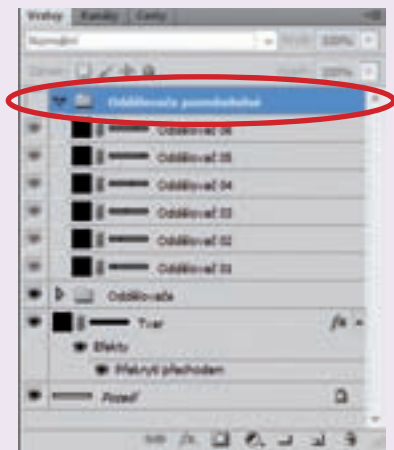 Vrstvy Kanály Cesty
Normální 100%
100%
Oddělovače
Oddělovač 06
Oddělovač 05
Oddělovač 04
Oddělovač 03
Oddělovač 02
Oddělovač 01
Oddělovače
Tvar fx
Efekty
Překrytí přechodem
Pozadí